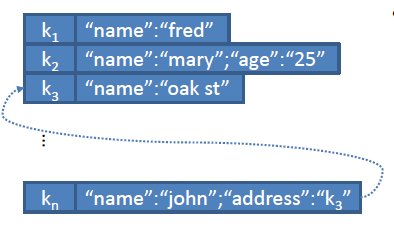 k₁ “name”:“fred”
k₂ “name”:“mary”;“age”:“25”
k₃ “name”:“oak st”
⋮
kₙ “name”:“john”;“address”:“k₃”